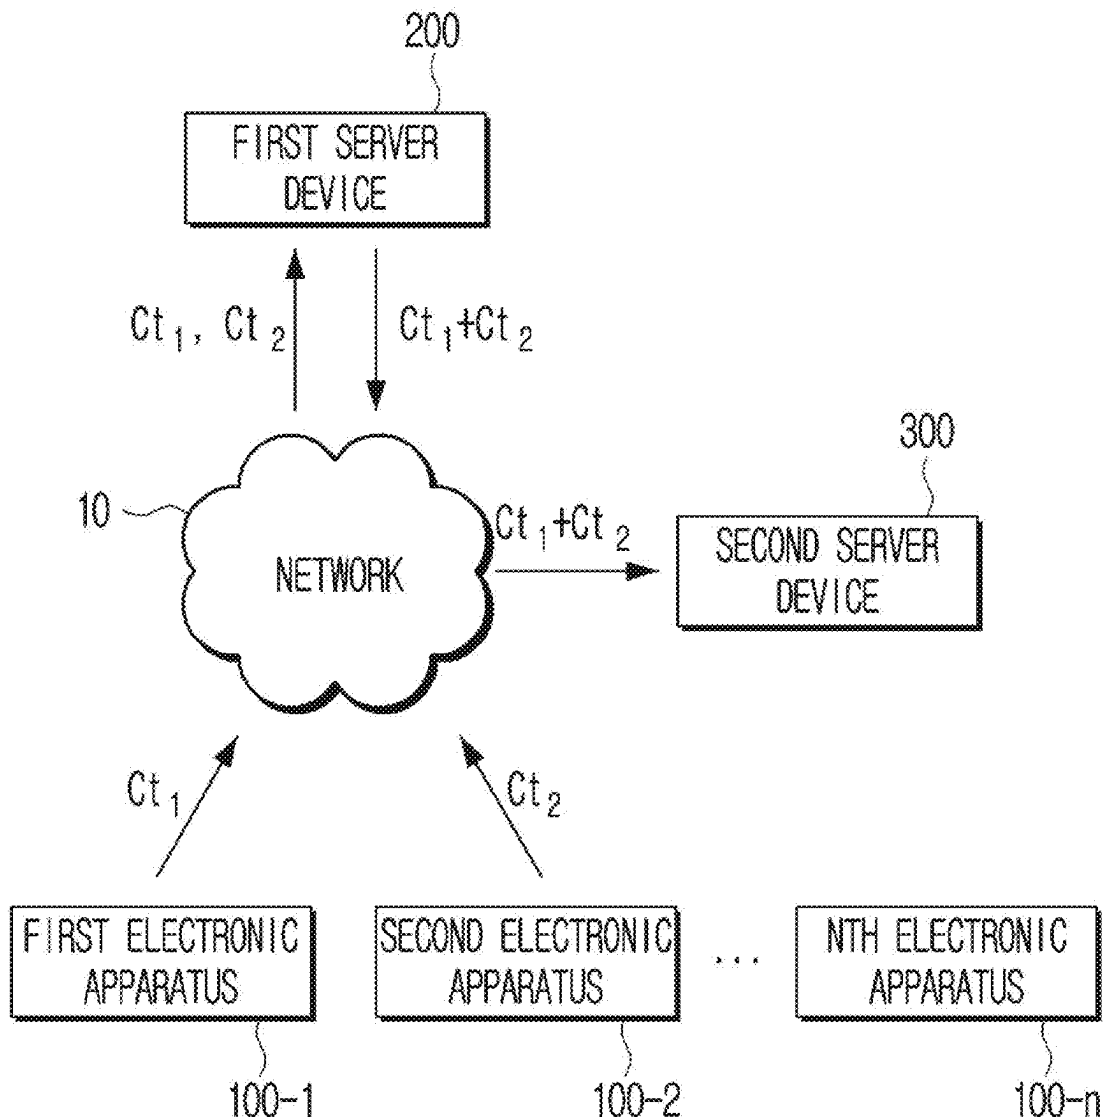 200
FIRST SERVER
DEVICE
Ct₁, Ct₂
Ct₁+Ct₂
300
10
Ct₁+Ct₂
SECOND SERVER
DEVICE
NETWORK
Ct₁
Ct₂
FIRST ELECTRONIC
APPARATUS
SECOND ELECTRONIC
APPARATUS
...
NTH ELECTRONIC
APPARATUS
100-1
100-2
100-n